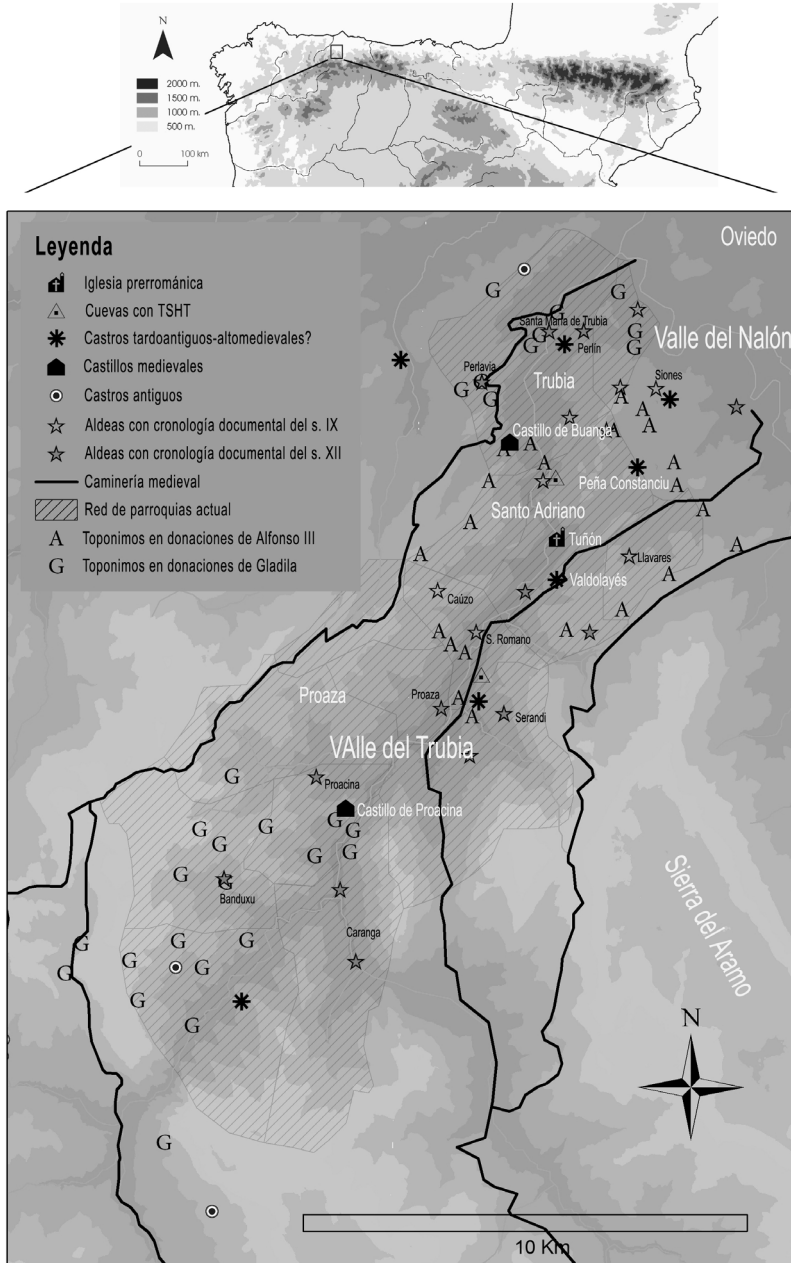 N
2000 m.
1500 m.
1000 m.
500 m.
0 100 km
Leyenda
Iglesia prerrománica
Cuevas con TSHT
Castros tardoantiguos-altomedievales?
Castillos medievales
Castros antiguos
Aldeas con cronología documental del s. IX
Aldeas con cronología documental del s. XII
Caminería medieval
Red de parroquias actual
A Toponimos en donaciones de Alfonso III
G Toponimos en donaciones de Gladila
Oviedo
G
G
G
Santa María de Trubia
G
G
G
G
Perlín
Valle del Nalón
Perlavia
G
G
G
Trubia
Siones
A
A
A
A
Castillo de Buanga
A
A
A
A
Peña Constanciu
A
A
A
Santo Adriano
A
A
Tuñón
A
A
Llavares
A
Valdolayés
Caúzo
A
A
A
S. Romano
A
A
Proaza
Proaza
A
A
Serandi
VAlle del Trubia
G
Proacina
Castillo de Proacina
G
G
G
G
G
G
G
G
G
Banduxu
Sierra del Aramo
Caranga
G
G
G
G
G
G
G
G
N
G
10 Km